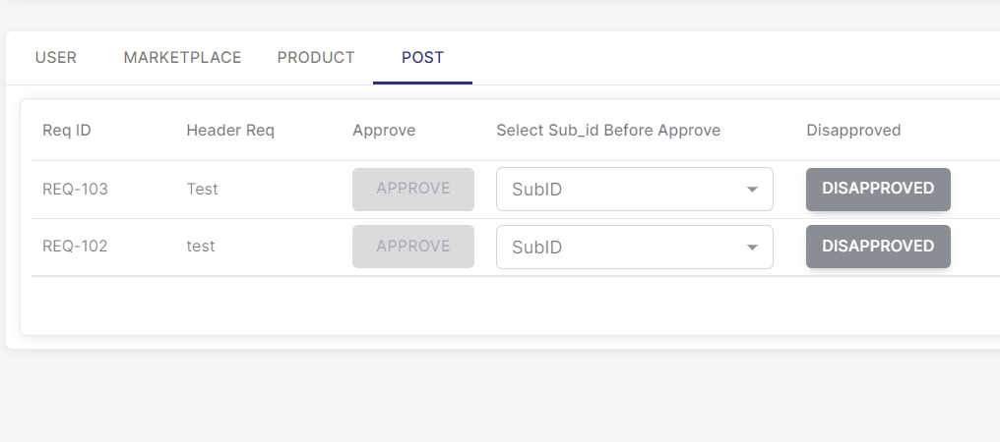 USER MARKETPLACE PRODUCT POST
Req ID Header Req Approve Select Sub_id Before Approve Disapproved
REQ-103 Test APPROVE SubID DISAPPROVED
REQ-102 test APPROVE SubID DISAPPROVED